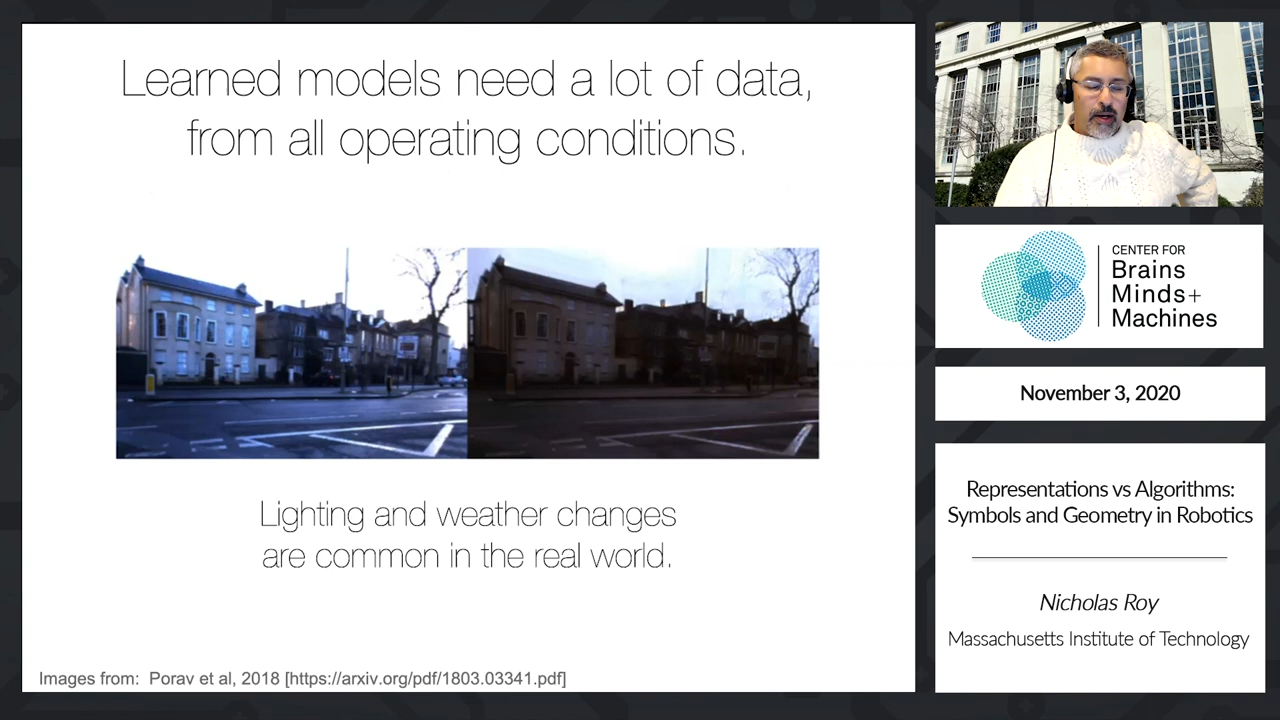 Learned models need a lot of data,
from all operating conditions.
Lighting and weather changes
are common in the real world.
Images from:  Porav et al, 2018 [https://arxiv.org/pdf/1803.03341.pdf]
CENTER FOR
Brains
Minds+
Machines
November 3, 2020
Representations vs Algorithms:
Symbols and Geometry in Robotics
Nicholas Roy
Massachusetts Institute of Technology